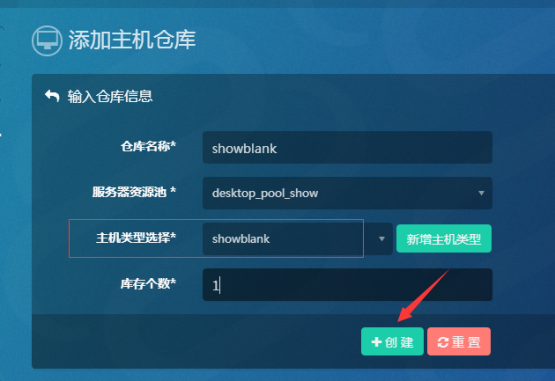 添加主机仓库
输入仓库信息
仓库名称* showblank
服务器资源池 * desktop_pool_show
主机类型选择* showblank 新增主机类型
库存个数* 1
创建 重置